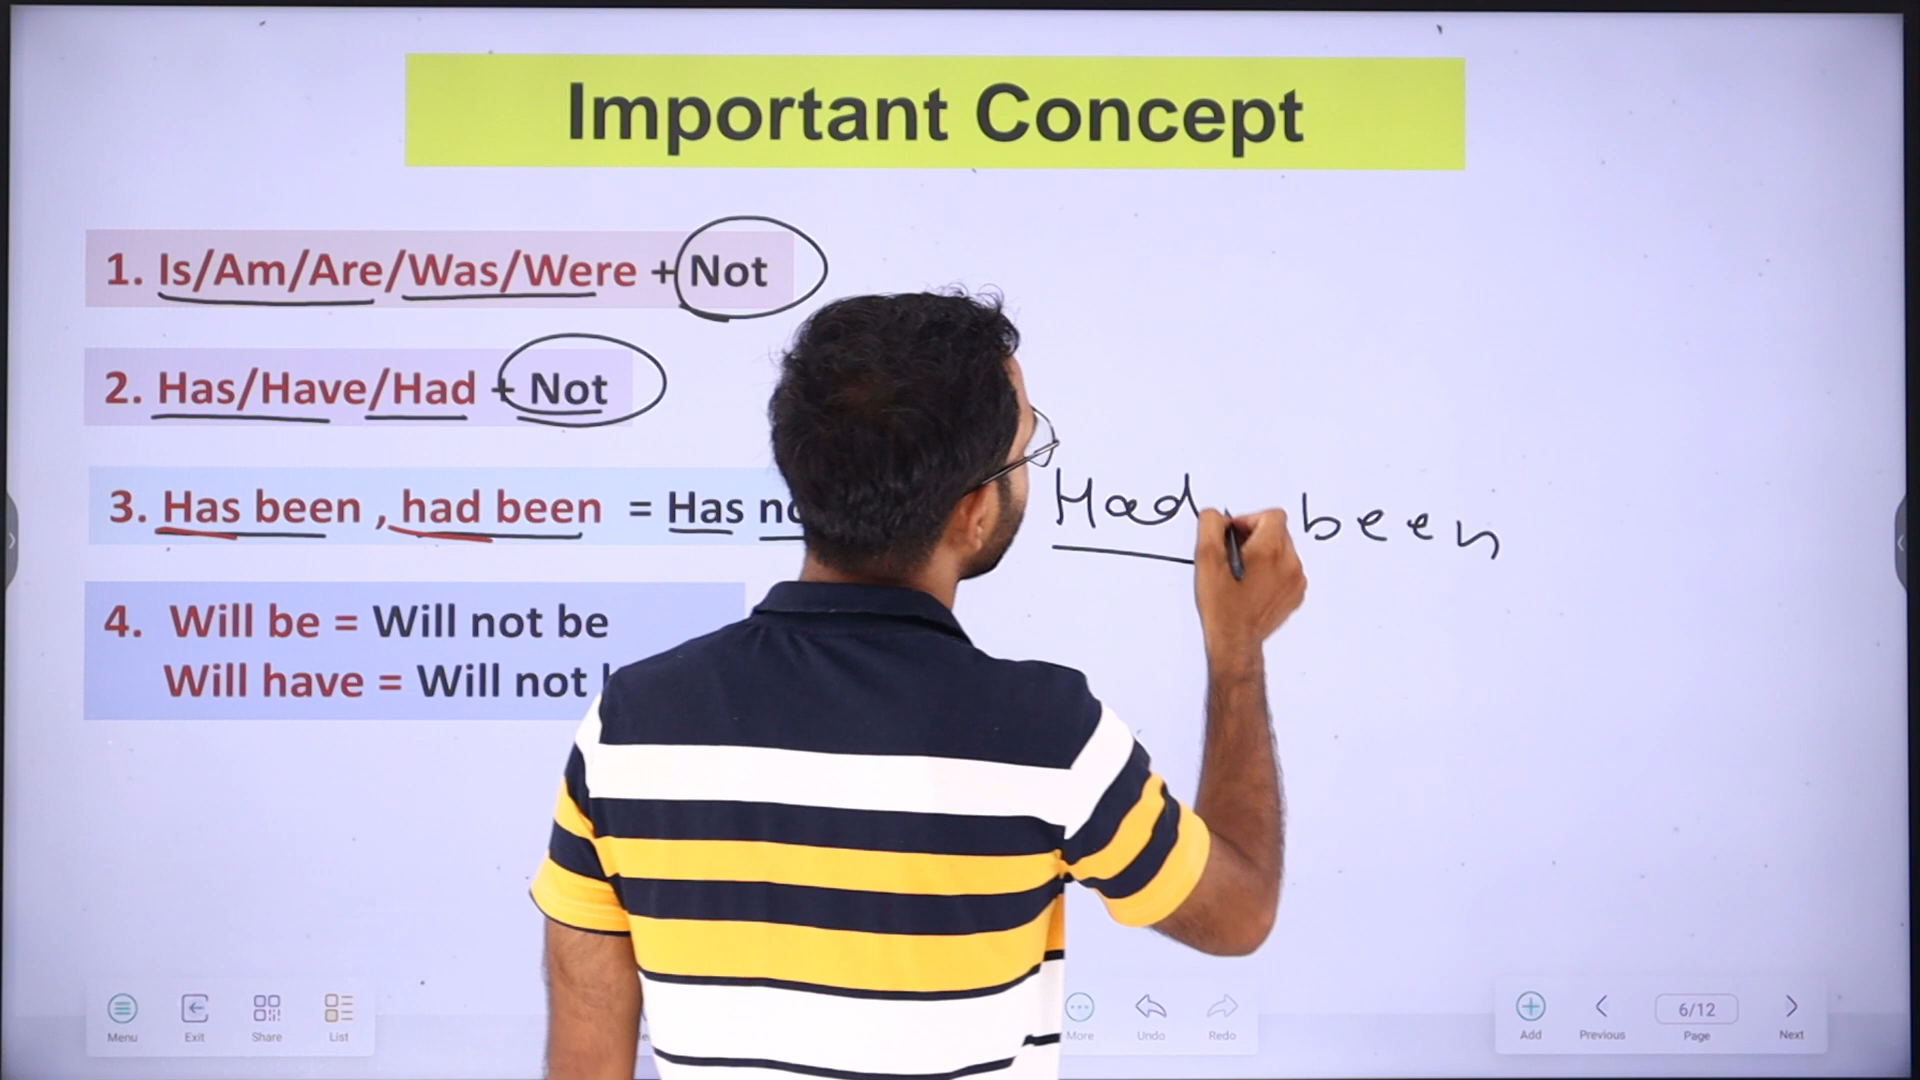 Important Concept
1. Is/Am/Are/Was/Were + Not
2. Has/Have/Had + Not
3. Has been , had been = Has
Had been
4. Will be = Will not be
Will have = Will not
Menu Exit Share List More Undo Redo Add Previous 6/12 Page Next